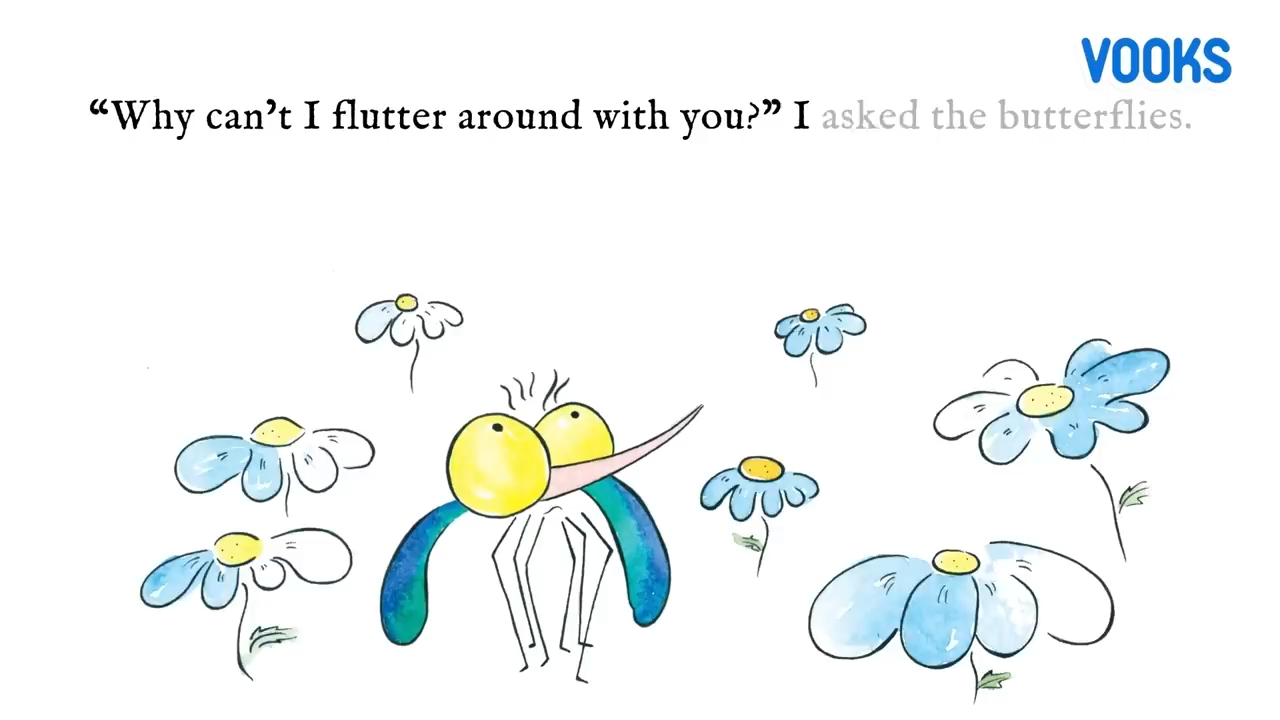 VOOKS
“Why can’t I flutter around with you?” I asked the butterflies.